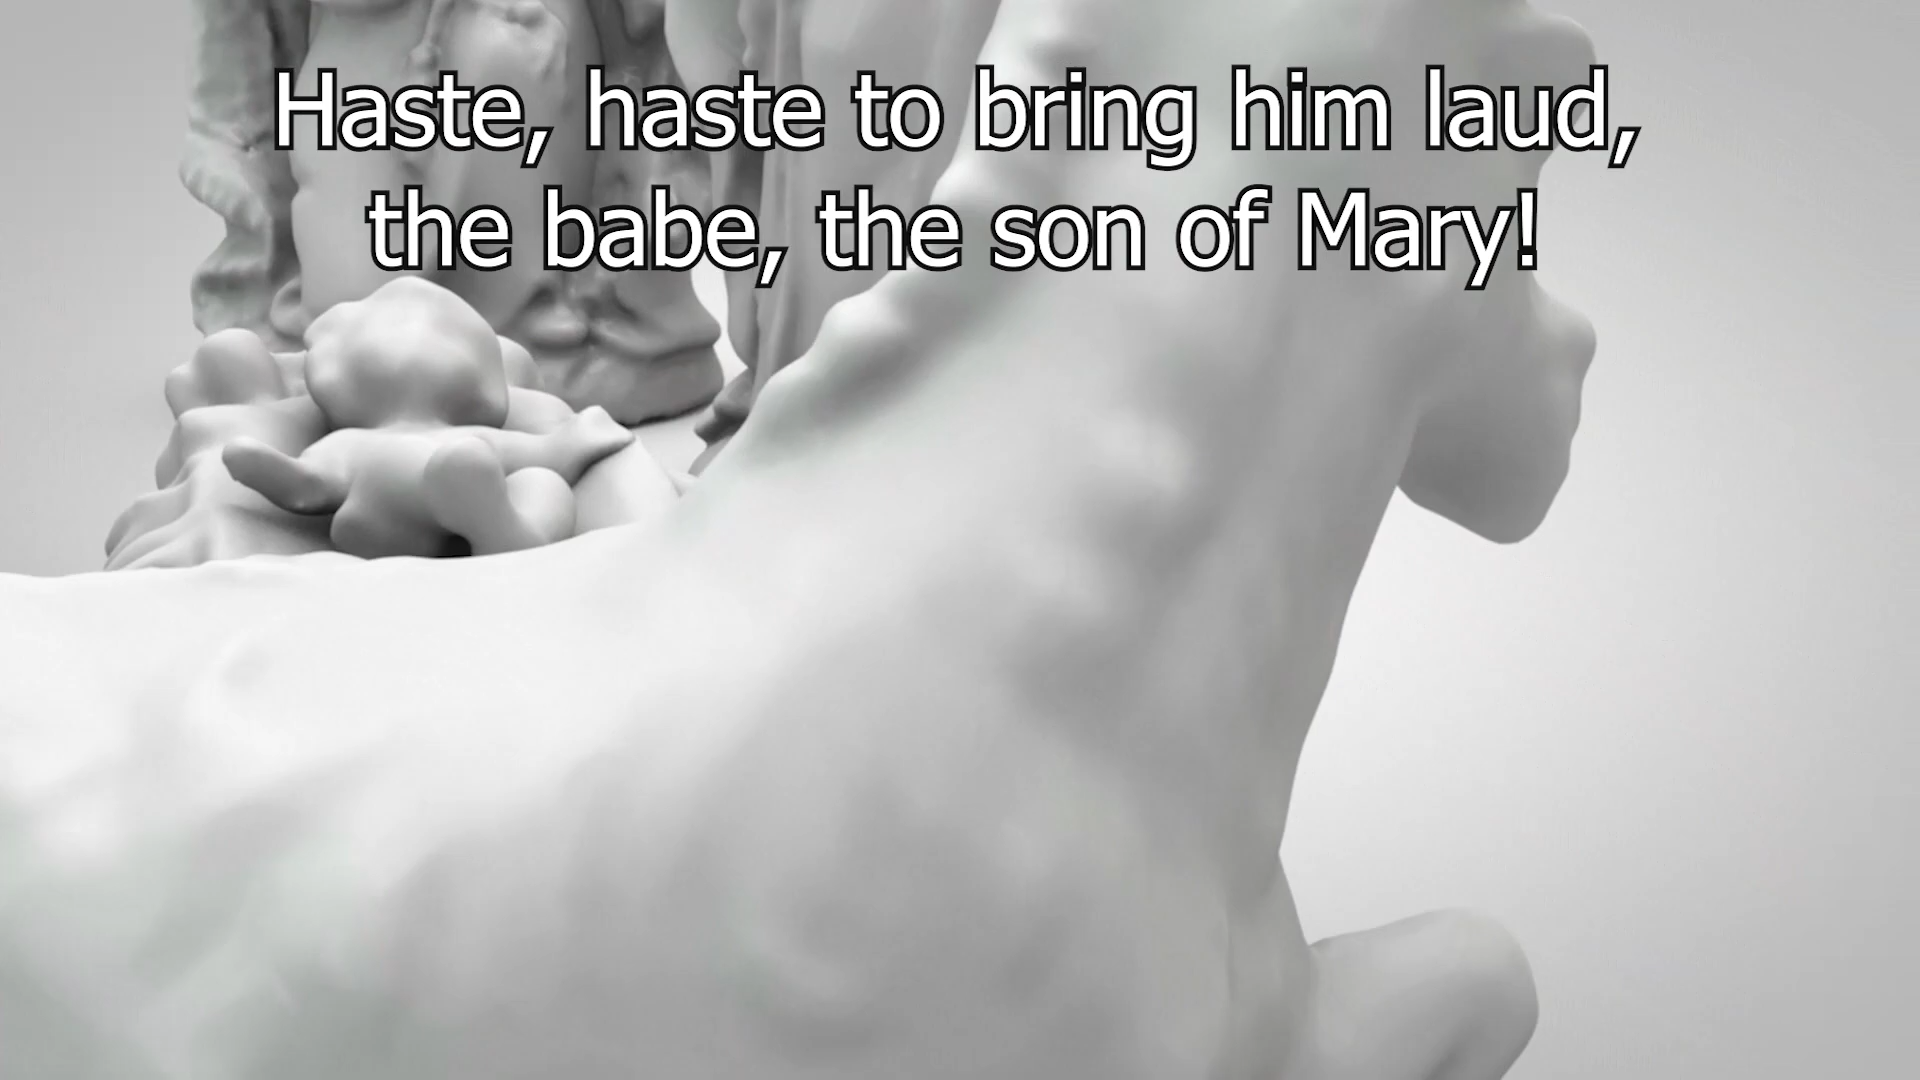 Haste, haste to bring him laud,
the babe, the son of Mary!